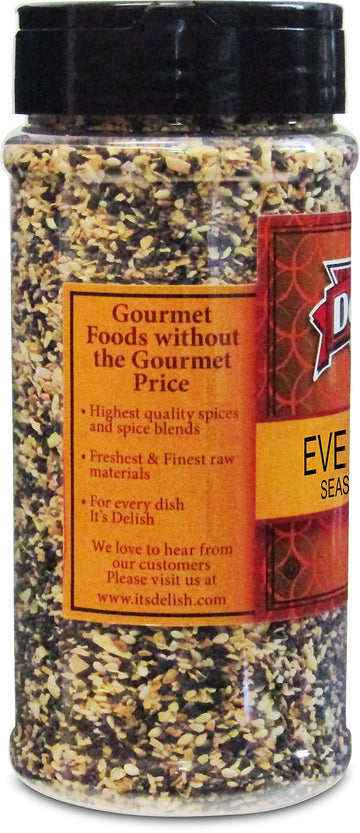 Gourmet
Foods without
the Gourmet
Price
• Highest quality spices
and spice blends
• Freshest & Finest raw
materials
• For every dish
It's Delish
We love to hear from
our customers
Please visit us at
www.itsdelish.com
D
EVE
SEAS